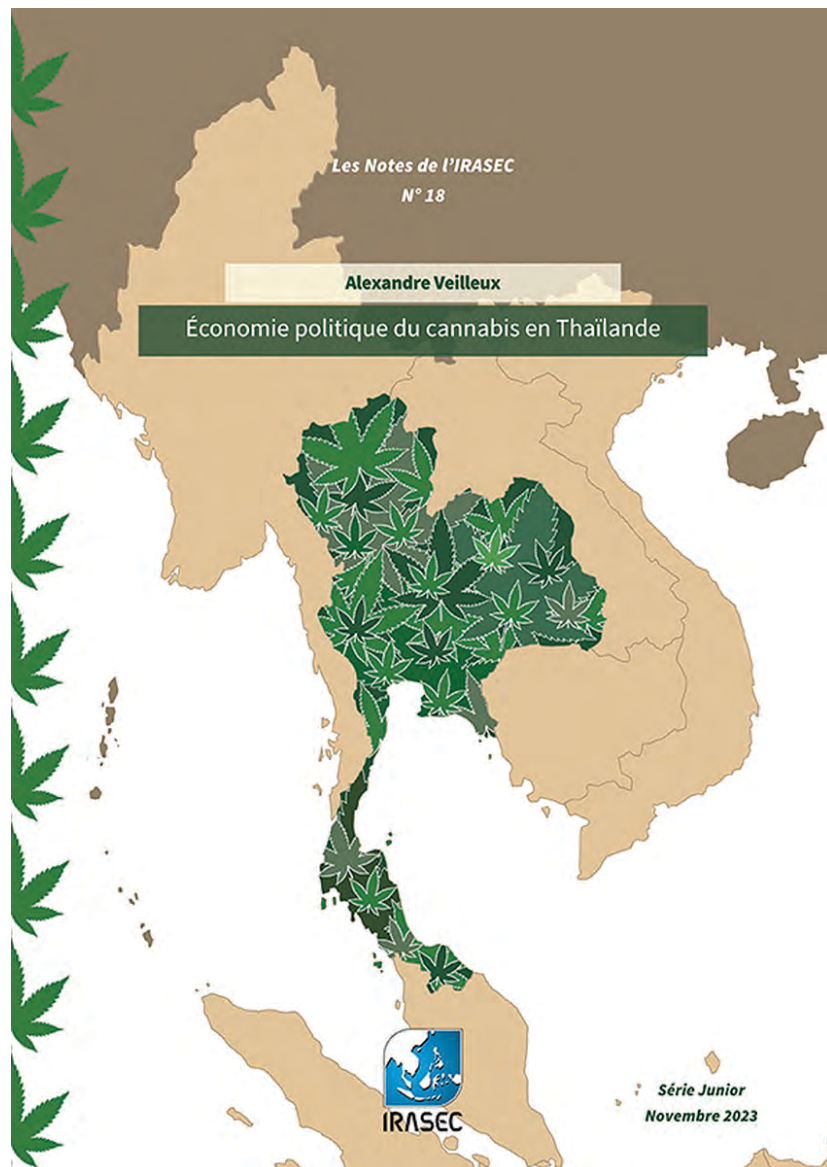 Les Notes de l'IRASEC
N° 18
Alexandre Veilleux
Économie politique du cannabis en Thaïlande
IRASEC
Série Junior
Novembre 2023